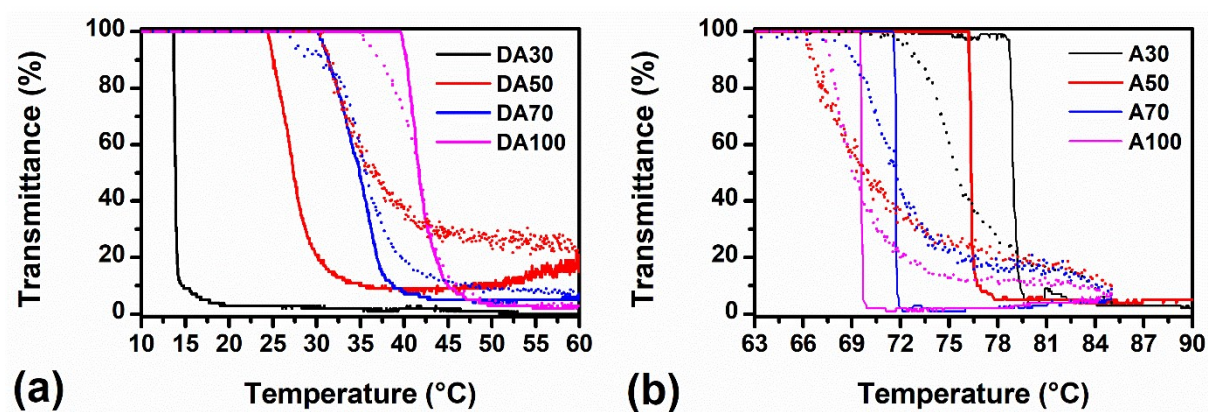 100
80
60
40
20
0
Transmittance (%)
DA30
DA50
DA70
DA100
10 15 20 25 30 35 40 45 50 55 60
Temperature (°C)
(a)
100
80
60
40
20
0
Transmittance (%)
A30
A50
A70
A100
63 66 69 72 75 78 81 84 87 90
Temperature (°C)
(b)